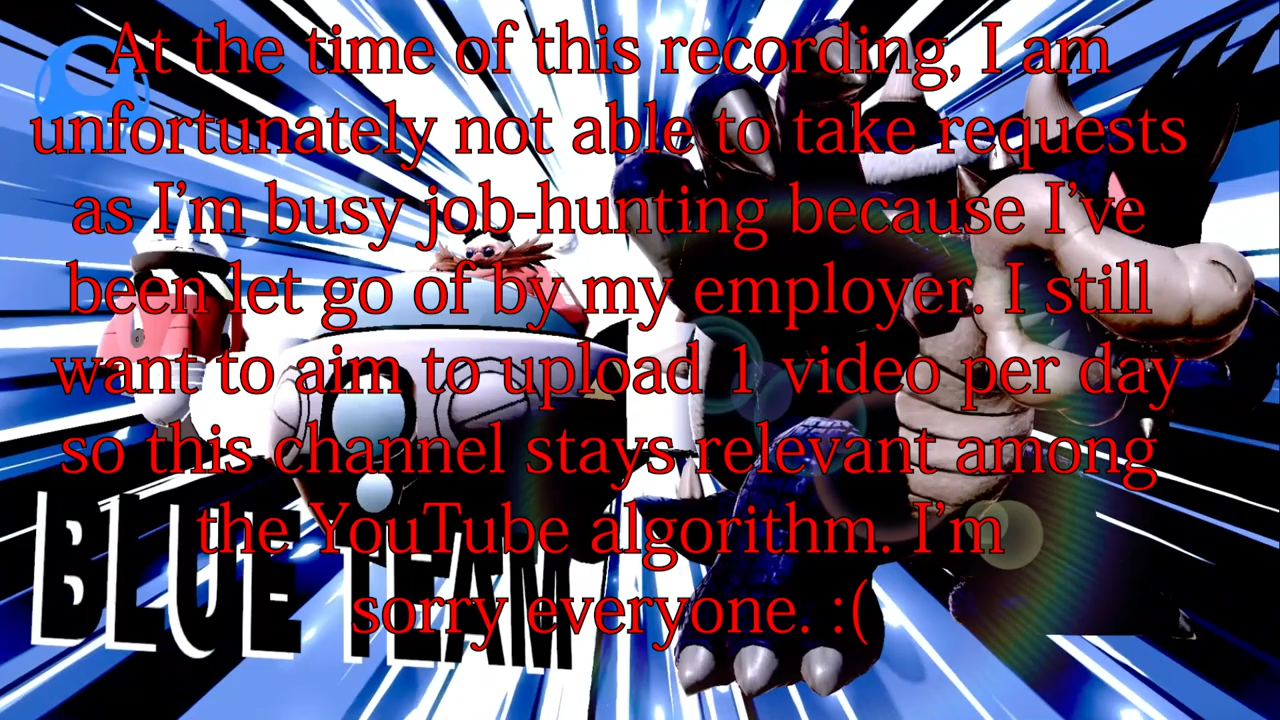 At the time of this recording, I am
unfortunately not able to take requests
as I'm busy job-hunting because I've
been let go of by my employer. I still
want to aim to upload 1 video per day
so this channel stays relevant among
the YouTube algorithm. I'm
sorry everyone. :(
BLUE TEAM